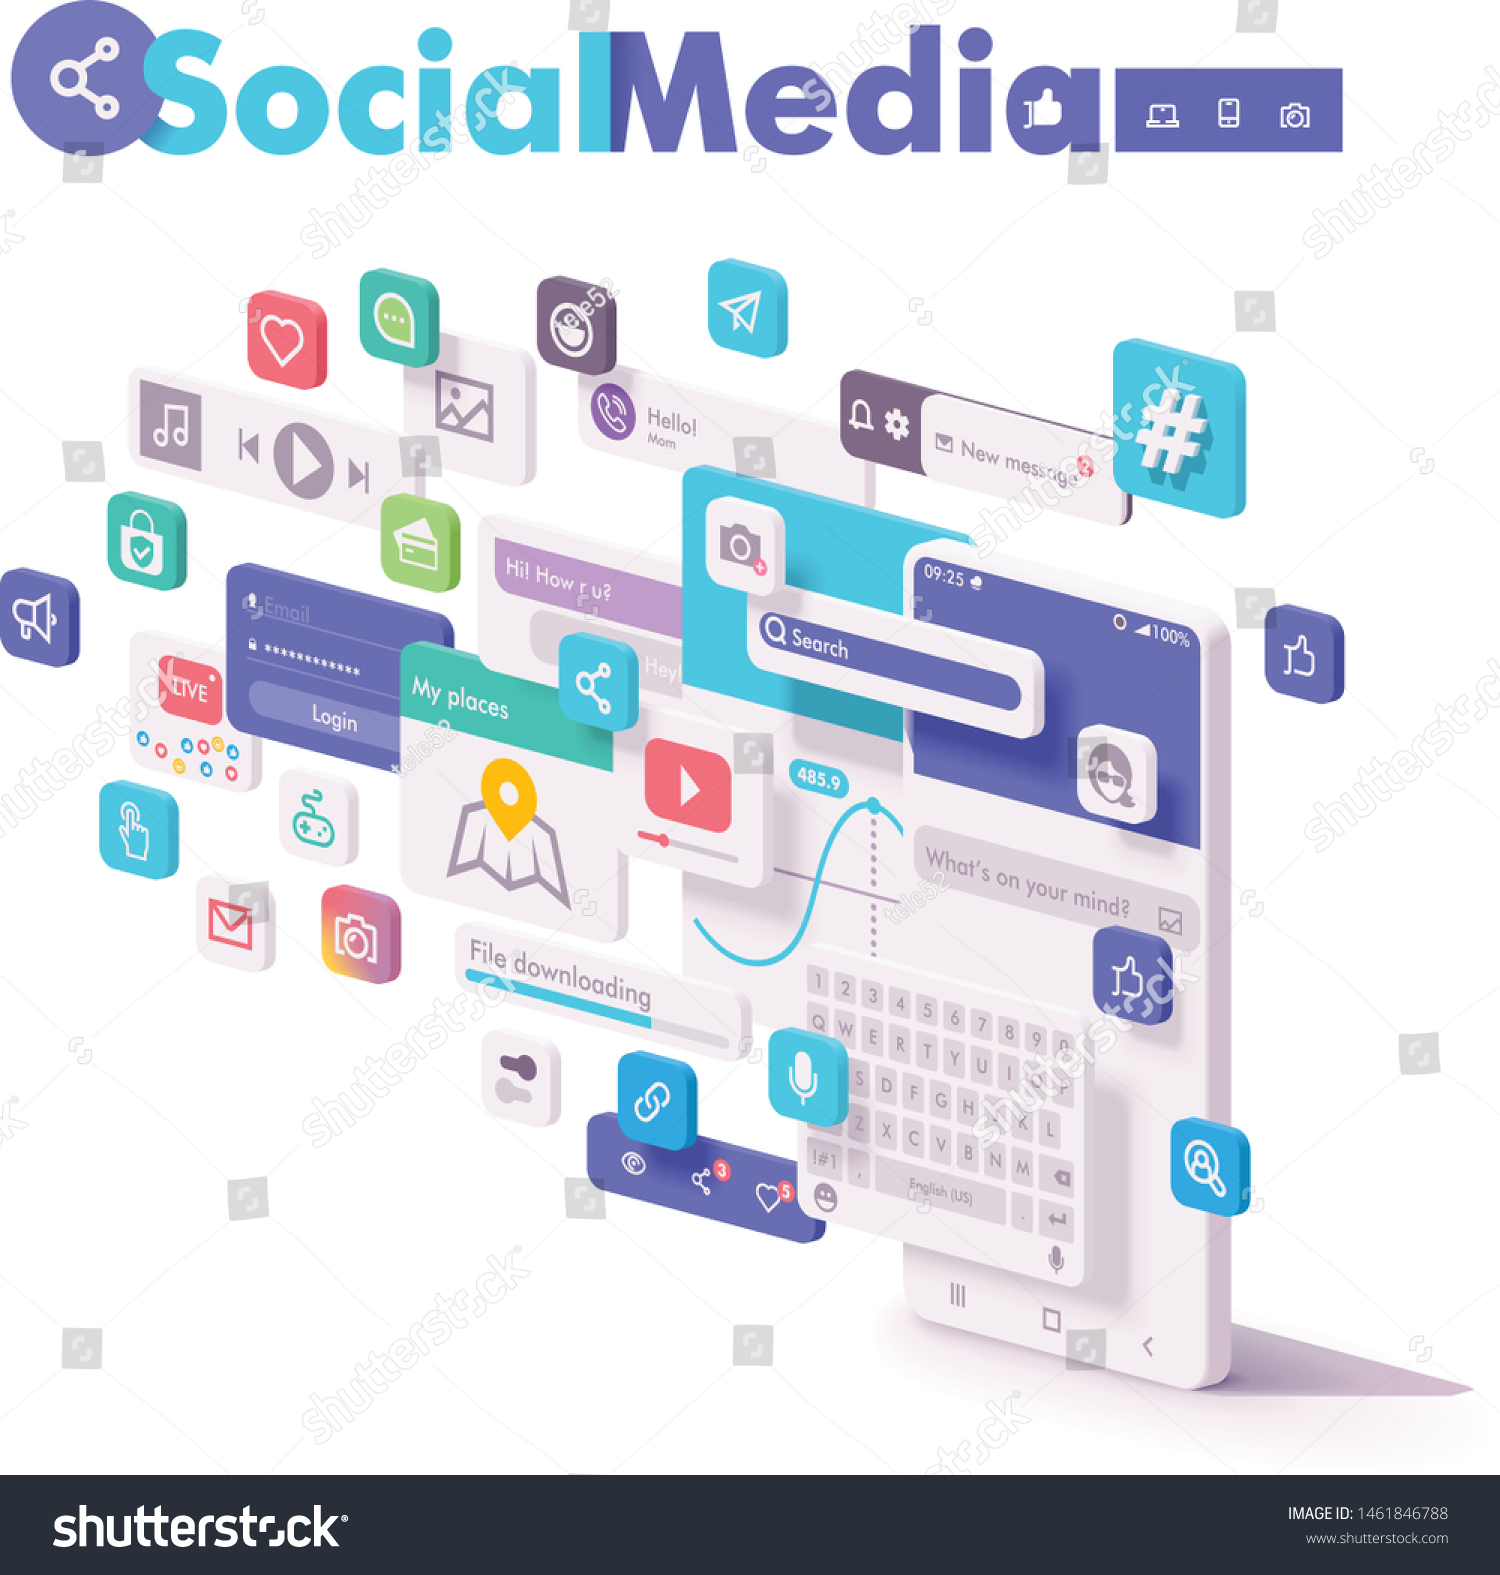 SocialMedia
Hello!
Mom
New message
2
#
09:25
100%
Hi! How r u?
Hey!
Search
Email
************
Login
LIVE
My places
485.9
What's on your mind?
File downloading
1 2 3 4 5 6 7 8 9 0
Q W E R T Y U I O P
S D F G H K L
Z X C V B N M
!#1 , English (US) .
3
5
shutterstock
IMAGE ID: 1461846788
www.shutterstock.com
tele52